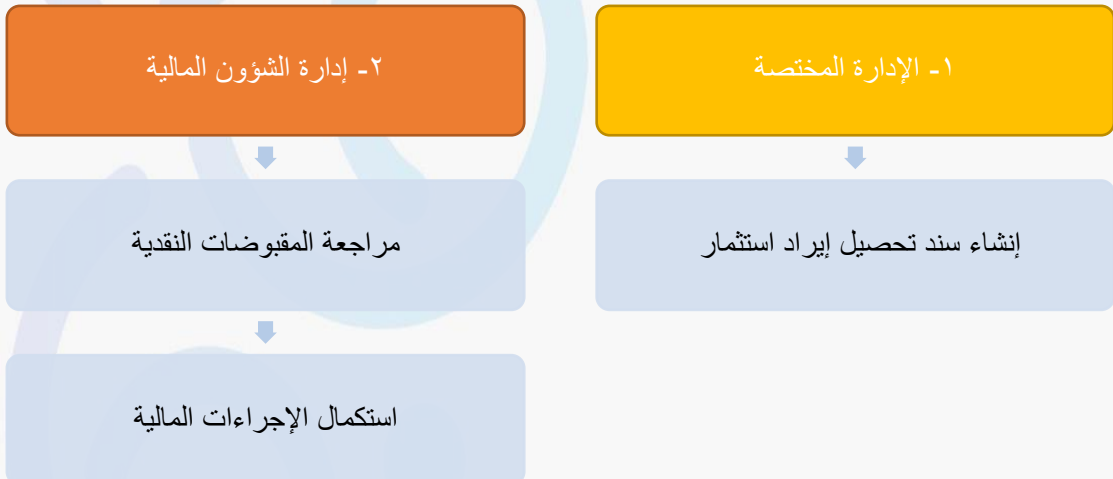 ١- الإدارة المختصة
إنشاء سند تحصيل إيراد استثمار
٢- إدارة الشؤون المالية
مراجعة المقبوضات النقدية
استكمال الإجراءات المالية